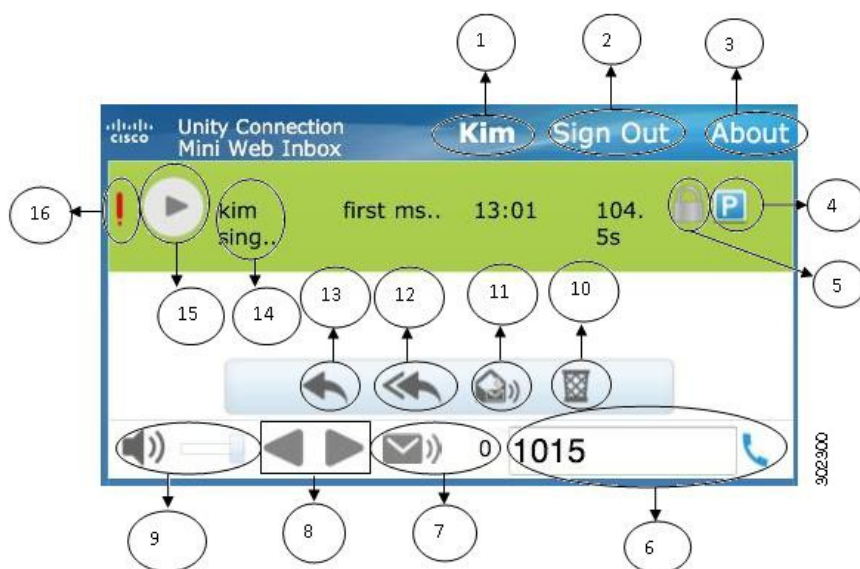 1 2 3
cisco Unity Connection Mini Web Inbox Kim Sign Out About
16 kim sing.. first ms.. 13:01 104. 5s P 4
5
15 14 13 12 11 10
0 1015
302300
9 8 7 6